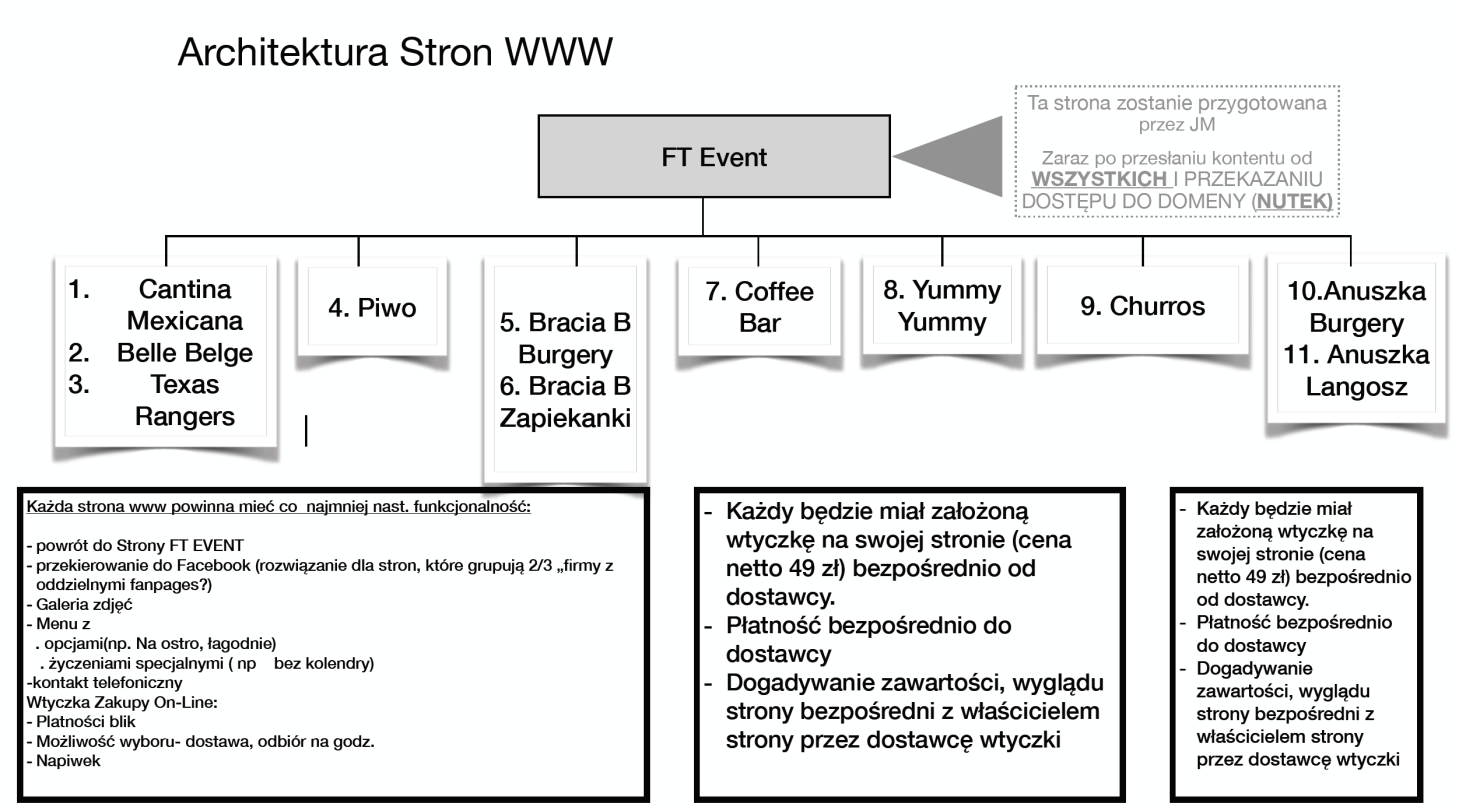 Architektura Stron WWW
Ta strona zostanie przygotowana
przez JM
Zaraz po przesłaniu kontentu od
WSZYSTKICH I PRZEKAZANIU
DOSTĘPU DO DOMENY (NUTEK)
FT Event
1. Cantina
Mexicana
2. Belle Belge
3. Texas
Rangers
4. Piwo
5. Bracia B
Burgery
6. Bracia B
Zapiekanki
7. Coffee
Bar
8. Yummy
Yummy
9. Churros
10.Anuszka
Burgery
11. Anuszka
Langosz
Każda strona www powinna mieć co najmniej nast. funkcjonalność:
- powrót do Strony FT EVENT
- przekierowanie do Facebook (rozwiązanie dla stron, które grupują 2/3 „firmy z
oddzielnymi fanpages?)
- Galeria zdjęć
- Menu z
. opcjami(np. Na ostro, łagodnie)
. życzeniami specjalnymi ( np bez kolendry)
-kontakt telefoniczny
Wtyczka Zakupy On-Line:
- Platności blik
- Możliwość wyboru- dostawa, odbiór na godz.
- Napiwek
- Każdy będzie miał założoną
wtyczkę na swojej stronie (cena
netto 49 zł) bezpośrednio od
dostawcy.
- Płatność bezpośrednio do
dostawcy
- Dogadywanie zawartości, wyglądu
strony bezpośredni z właścicielem
strony przez dostawcę wtyczki
- Każdy będzie miał
założoną wtyczkę na
swojej stronie (cena
netto 49 zł) bezpośrednio
od dostawcy.
- Płatność bezpośrednio
do dostawcy
- Dogadywanie
zawartości, wyglądu
strony bezpośredni z
właścicielem strony
przez dostawcę wtyczki